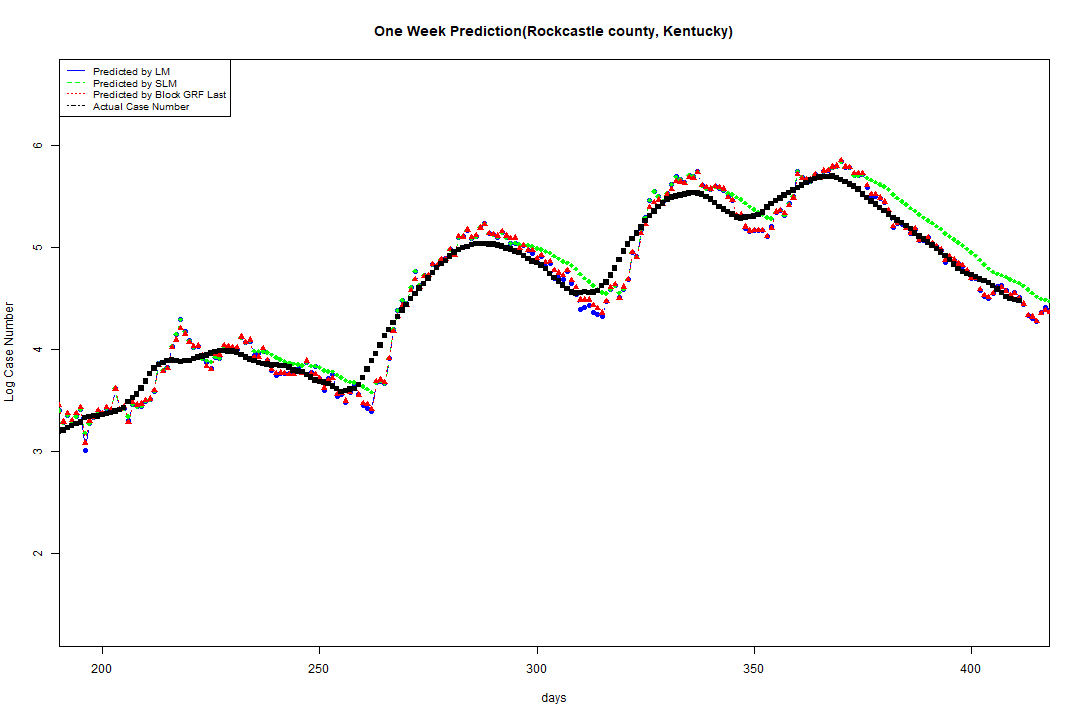 One Week Prediction(Rockcastle county, Kentucky)
Predicted by LM
Predicted by SLM
Predicted by Block GRF Last
Actual Case Number
6
5
4
3
2
Log Case Number
200 250 300 350 400
days